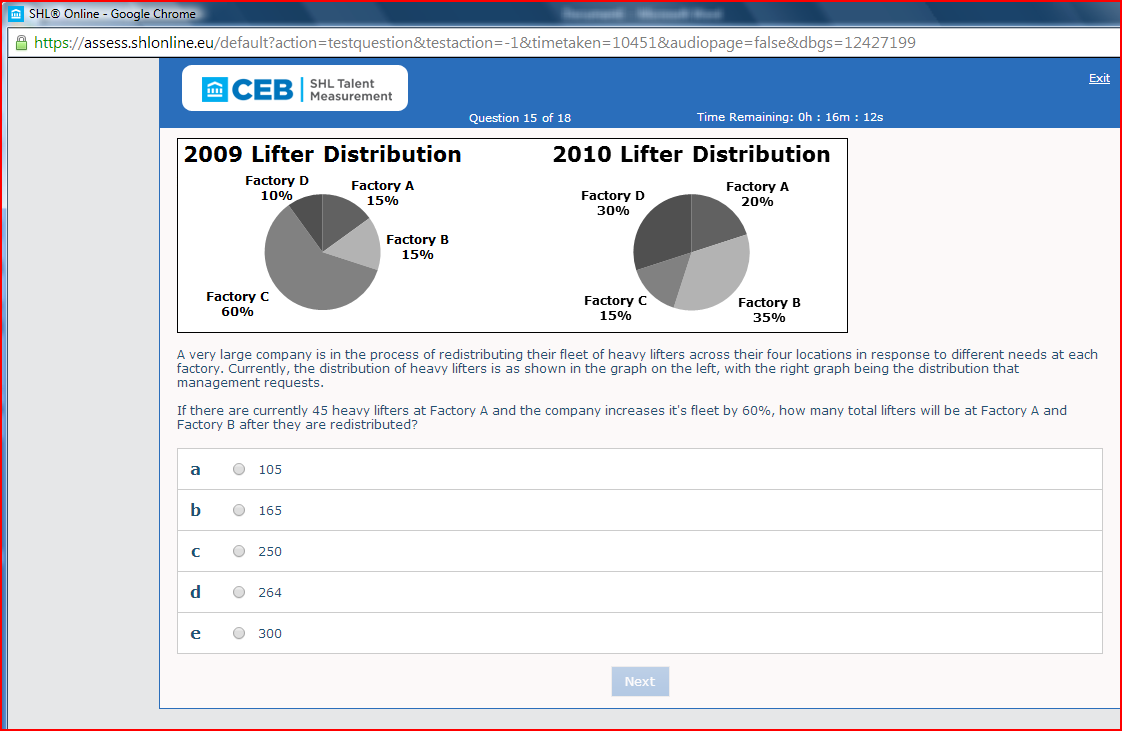 SHL® Online - Google Chrome
Document - Microsoft Word
https://assess.shlonline.eu/default?action=testquestion&testaction=-1&timetaken=10451&audiopage=false&dbgs=12427199
CEB SHL Talent
Measurement
Exit
Question 15 of 18 Time Remaining: 0h : 16m : 12s
2009 Lifter Distribution
Factory D
10%
Factory A
15%
Factory B
15%
Factory C
60%
2010 Lifter Distribution
Factory D
30%
Factory A
20%
Factory C
15%
Factory B
35%
A very large company is in the process of redistributing their fleet of heavy lifters across their four locations in response to different needs at each
factory. Currently, the distribution of heavy lifters is as shown in the graph on the left, with the right graph being the distribution that
management requests.
If there are currently 45 heavy lifters at Factory A and the company increases it's fleet by 60%, how many total lifters will be at Factory A and
Factory B after they are redistributed?
a 105
b 165
c 250
d 264
e 300
Next